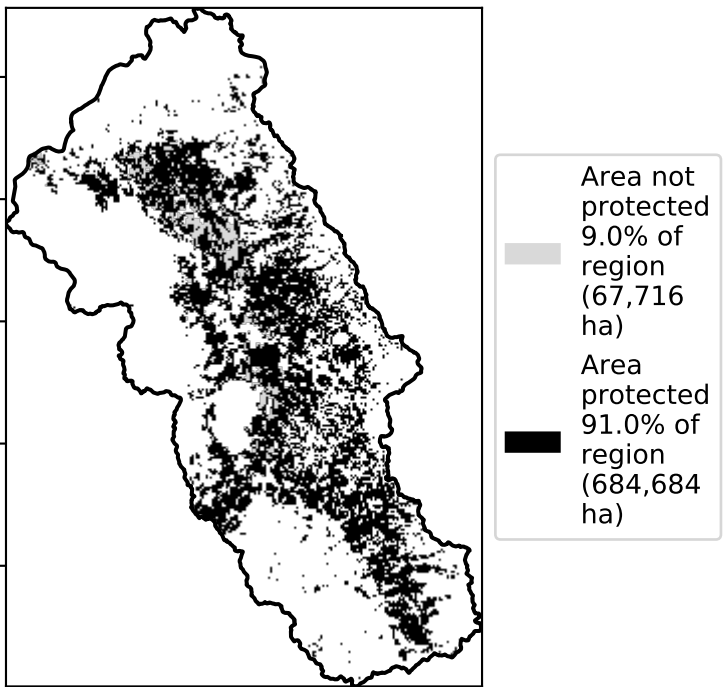 Area not
protected
9.0% of
region
(67,716
ha)
Area
protected
91.0% of
region
(684,684
ha)